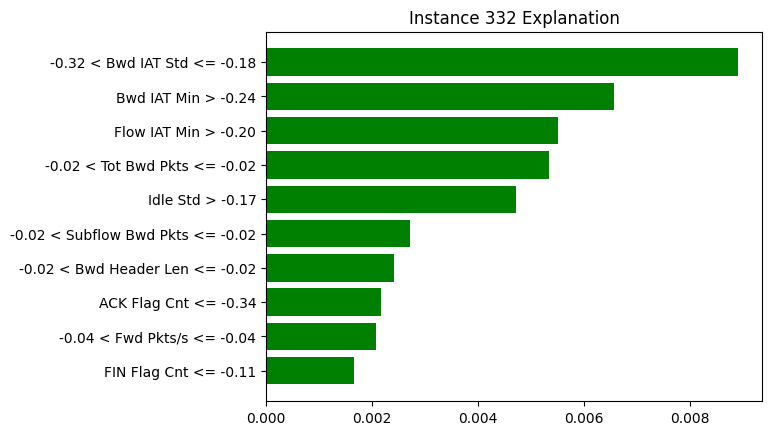 Instance 332 Explanation
-0.32 < Bwd IAT Std <= -0.18
Bwd IAT Min > -0.24
Flow IAT Min > -0.20
-0.02 < Tot Bwd Pkts <= -0.02
Idle Std > -0.17
-0.02 < Subflow Bwd Pkts <= -0.02
-0.02 < Bwd Header Len <= -0.02
ACK Flag Cnt <= -0.34
-0.04 < Fwd Pkts/s <= -0.04
FIN Flag Cnt <= -0.11
0.000 0.002 0.004 0.006 0.008